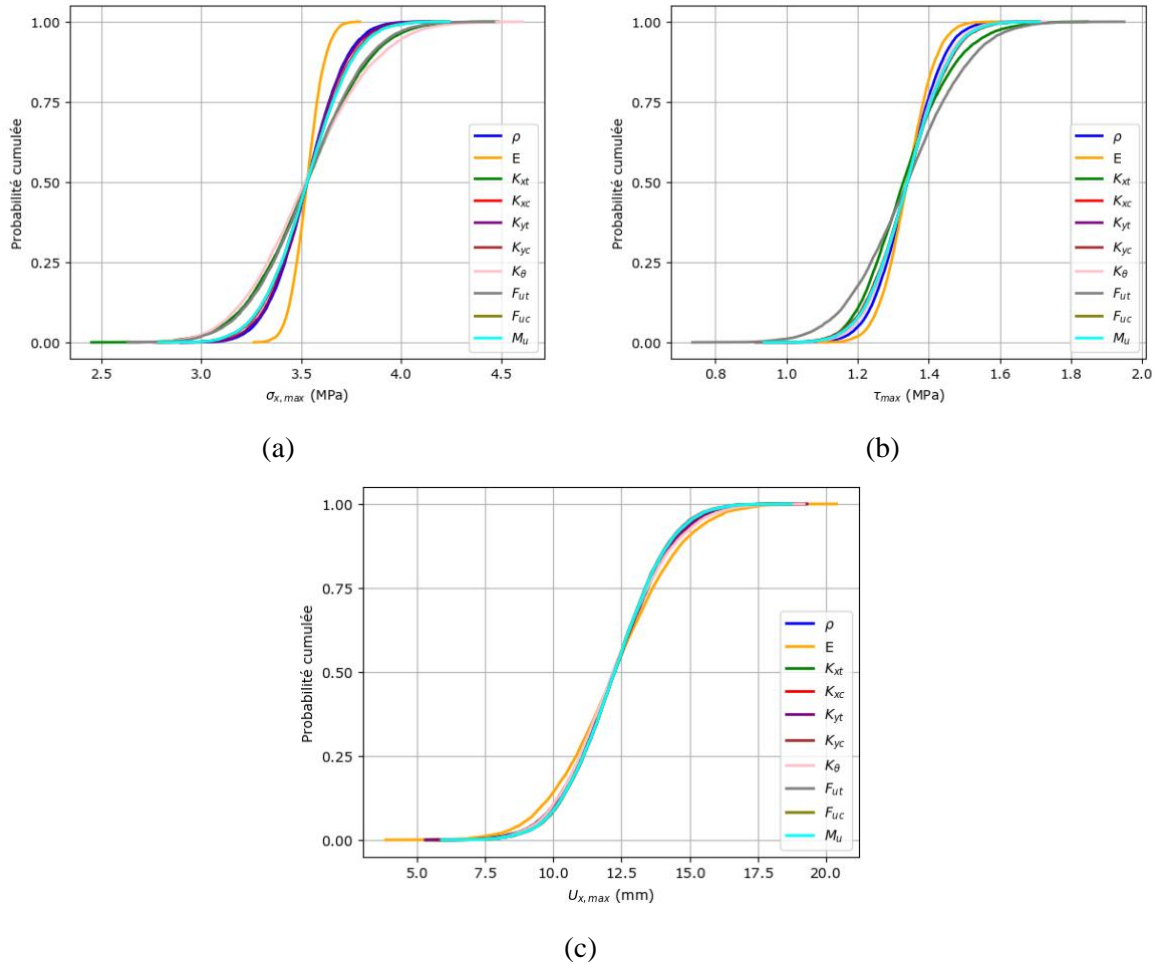 Probabilité cumulée
1.00
0.75
0.50
0.25
0.00
2.5 3.0 3.5 4.0 4.5
σx, max (MPa)
ρ
E
Kxt
Kxc
Kyt
Kyc
Kθ
Fut
Fuc
Mu
(a)
Probabilité cumulée
1.00
0.75
0.50
0.25
0.00
0.8 1.0 1.2 1.4 1.6 1.8 2.0
τmax (MPa)
ρ
E
Kxt
Kxc
Kyt
Kyc
Kθ
Fut
Fuc
Mu
(b)
Probabilité cumulée
1.00
0.75
0.50
0.25
0.00
5.0 7.5 10.0 12.5 15.0 17.5 20.0
Ux, max (mm)
ρ
E
Kxt
Kxc
Kyt
Kyc
Kθ
Fut
Fuc
Mu
(c)